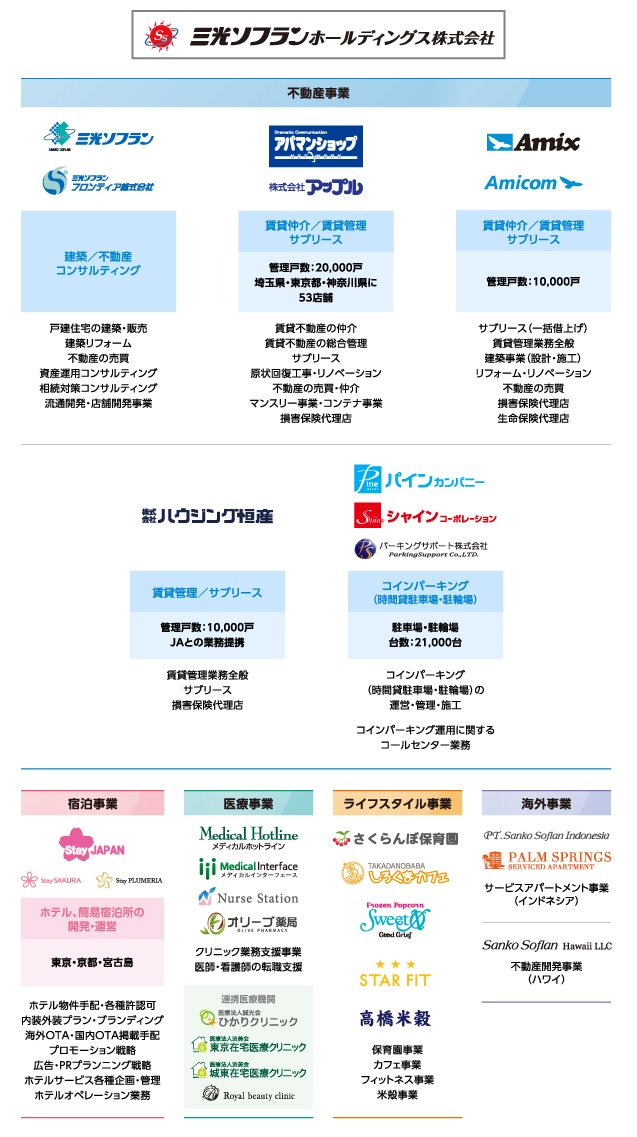 SS 三光ソフランホールディングス株式会社
不動産事業
三光ソフラン
SANKO SOFLAN
三光ソフラン
フロンティア株式会社
建築／不動産
コンサルティング
戸建住宅の建築・販売
建築リフォーム
不動産の売買
資産運用コンサルティング
相続対策コンサルティング
流通開発・店舗開発事業
Dramatic Communication
アパマンショップ
NETWORK
株式会社アップル
賃貸仲介／賃貸管理
サブリース
管理戸数：20,000戸
埼玉県・東京都・神奈川県に
53店舗
賃貸不動産の仲介
賃貸不動産の総合管理
サブリース
原状回復工事・リノベーション
不動産の売買・仲介
マンスリー事業・コンテナ事業
損害保険代理店
Amix
Amicom
賃貸仲介／賃貸管理
サブリース
管理戸数：10,000戸
サブリース（一括借上げ）
賃貸管理業務全般
建築事業（設計・施工）
リフォーム・リノベーション
不動産の売買
損害保険代理店
生命保険代理店
株式会社ハウジング恒産
賃貸管理／サブリース
管理戸数：10,000戸
JAとの業務提携
賃貸管理業務全般
サブリース
損害保険代理店
Pine パインカンパニー
Shine シャインコーポレーション
PS パーキングサポート株式会社
ParkingSupport Co.,LTD.
コインパーキング
（時間貸駐車場・駐輪場）
駐車場・駐輪場
台数：21,000台
コインパーキング
（時間貸駐車場・駐輪場）の
運営・管理・施工
コインパーキング運用に関する
コールセンター業務
宿泊事業
Stay JAPAN
Stay SAKURA
Stay PLUMERIA
ホテル、簡易宿泊所の
開発・運営
東京・京都・宮古島
ホテル物件手配・各種許認可
内装外装プラン・ブランディング
海外OTA・国内OTA掲載手配
プロモーション戦略
広告・PRプランニング戦略
ホテルサービス各種企画・管理
ホテルオペレーション業務
医療事業
Medical Hotline
メディカルホットライン
Medical Interface
メディカルインターフェース
Nurse Station
オリーブ薬局
OLIVE PHARMACY
クリニック業務支援事業
医師・看護師の転職支援
連携医療機関
医療法人誠光会
ひかりクリニック
医療法人涼美会
東京在宅医療クリニック
医療法人涼美会
城東在宅医療クリニック
Royal beauty clinic
ライフスタイル事業
さくらんぼ保育園
TAKADANOBABA
しろくまカフェ
Frozen Popcorn
Sweet XO
Good Grief
STAR FIT
高橋米穀
保育園事業
カフェ事業
フィットネス事業
米殻事業
海外事業
PT. Sanko Soflan Indonesia
PALM SPRINGS
SERVICED APARTMENT
サービスアパートメント事業
（インドネシア）
Sanko Soflan Hawaii LLC
不動産開発事業
（ハワイ）